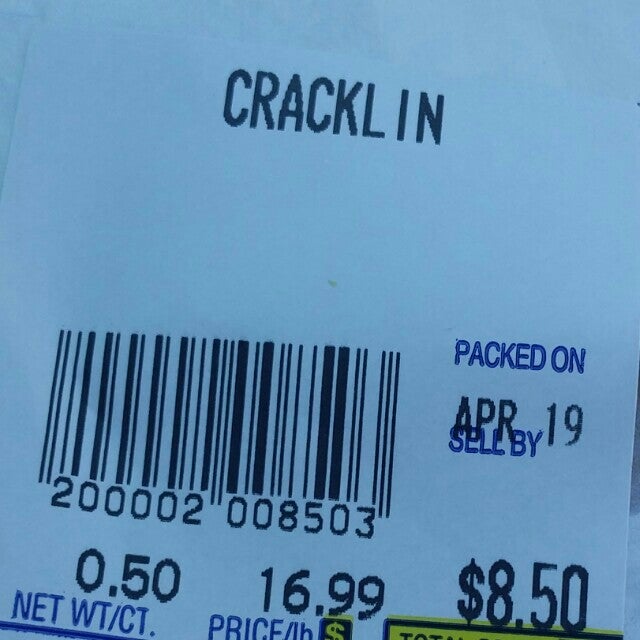 CRACKLIN
PACKED ON
APR 19
SELL BY
200002 008503
0.50 16.99 $8.50
NET WT/CT. PRICE/lb $ TOTAL